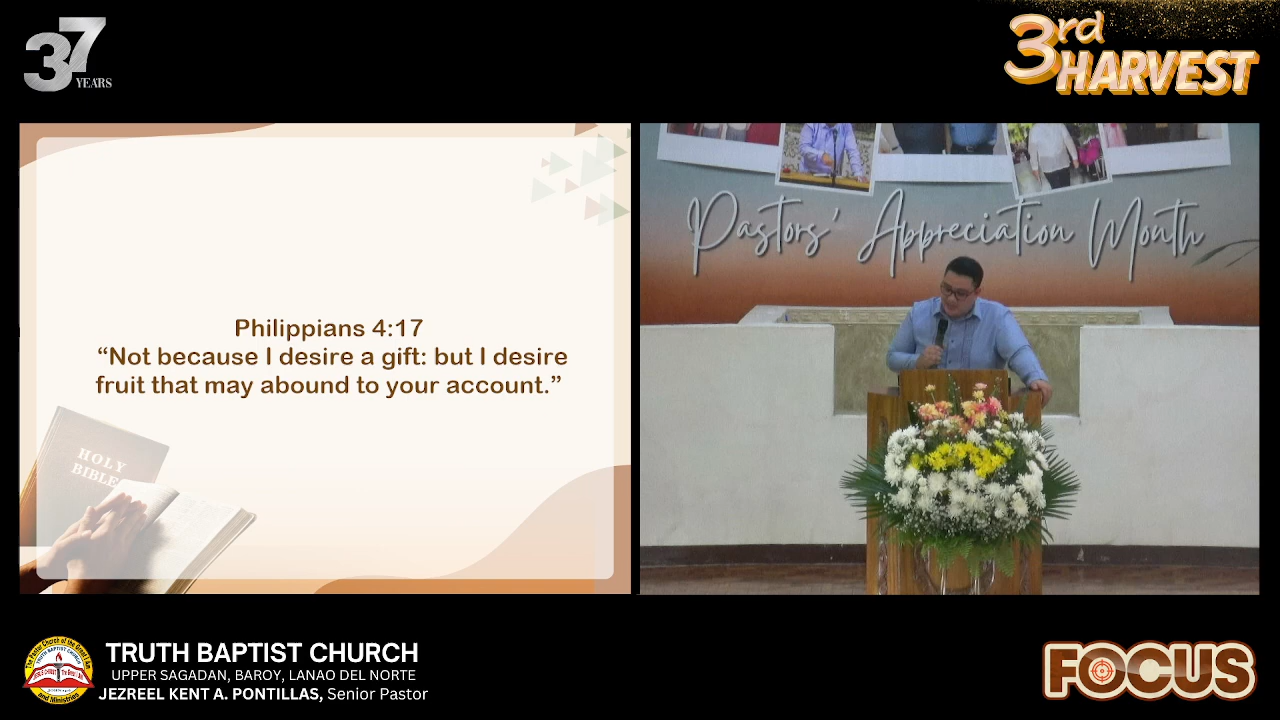 37
YEARS
3rd
HARVEST
Philippians 4:17
“Not because I desire a gift: but I desire
fruit that may abound to your account.”
HOLY
BIBLE
Pastors' Appreciation Month
TRUTH BAPTIST CHURCH
UPPER SAGADAN, BAROY, LANAO DEL NORTE
JEZREEL KENT A. PONTILLAS, Senior Pastor
FOCUS